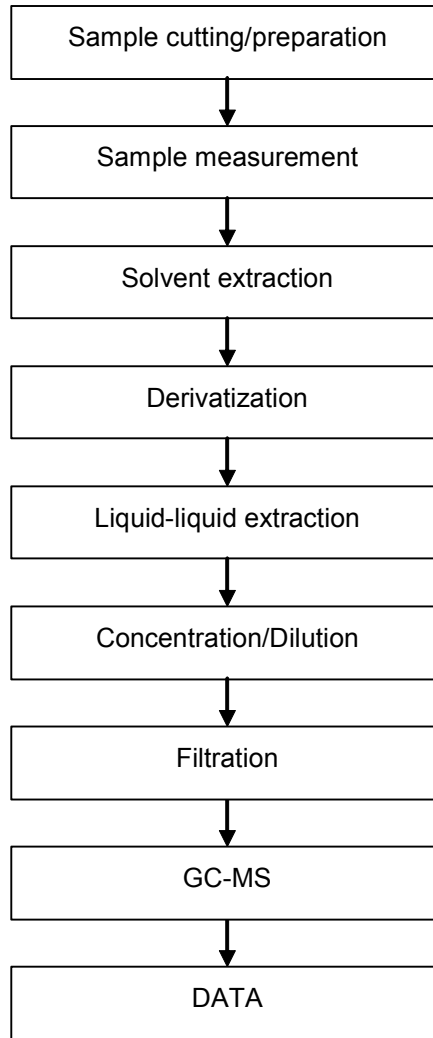 Sample cutting/preparation
Sample measurement
Solvent extraction
Derivatization
Liquid-liquid extraction
Concentration/Dilution
Filtration
GC-MS
DATA